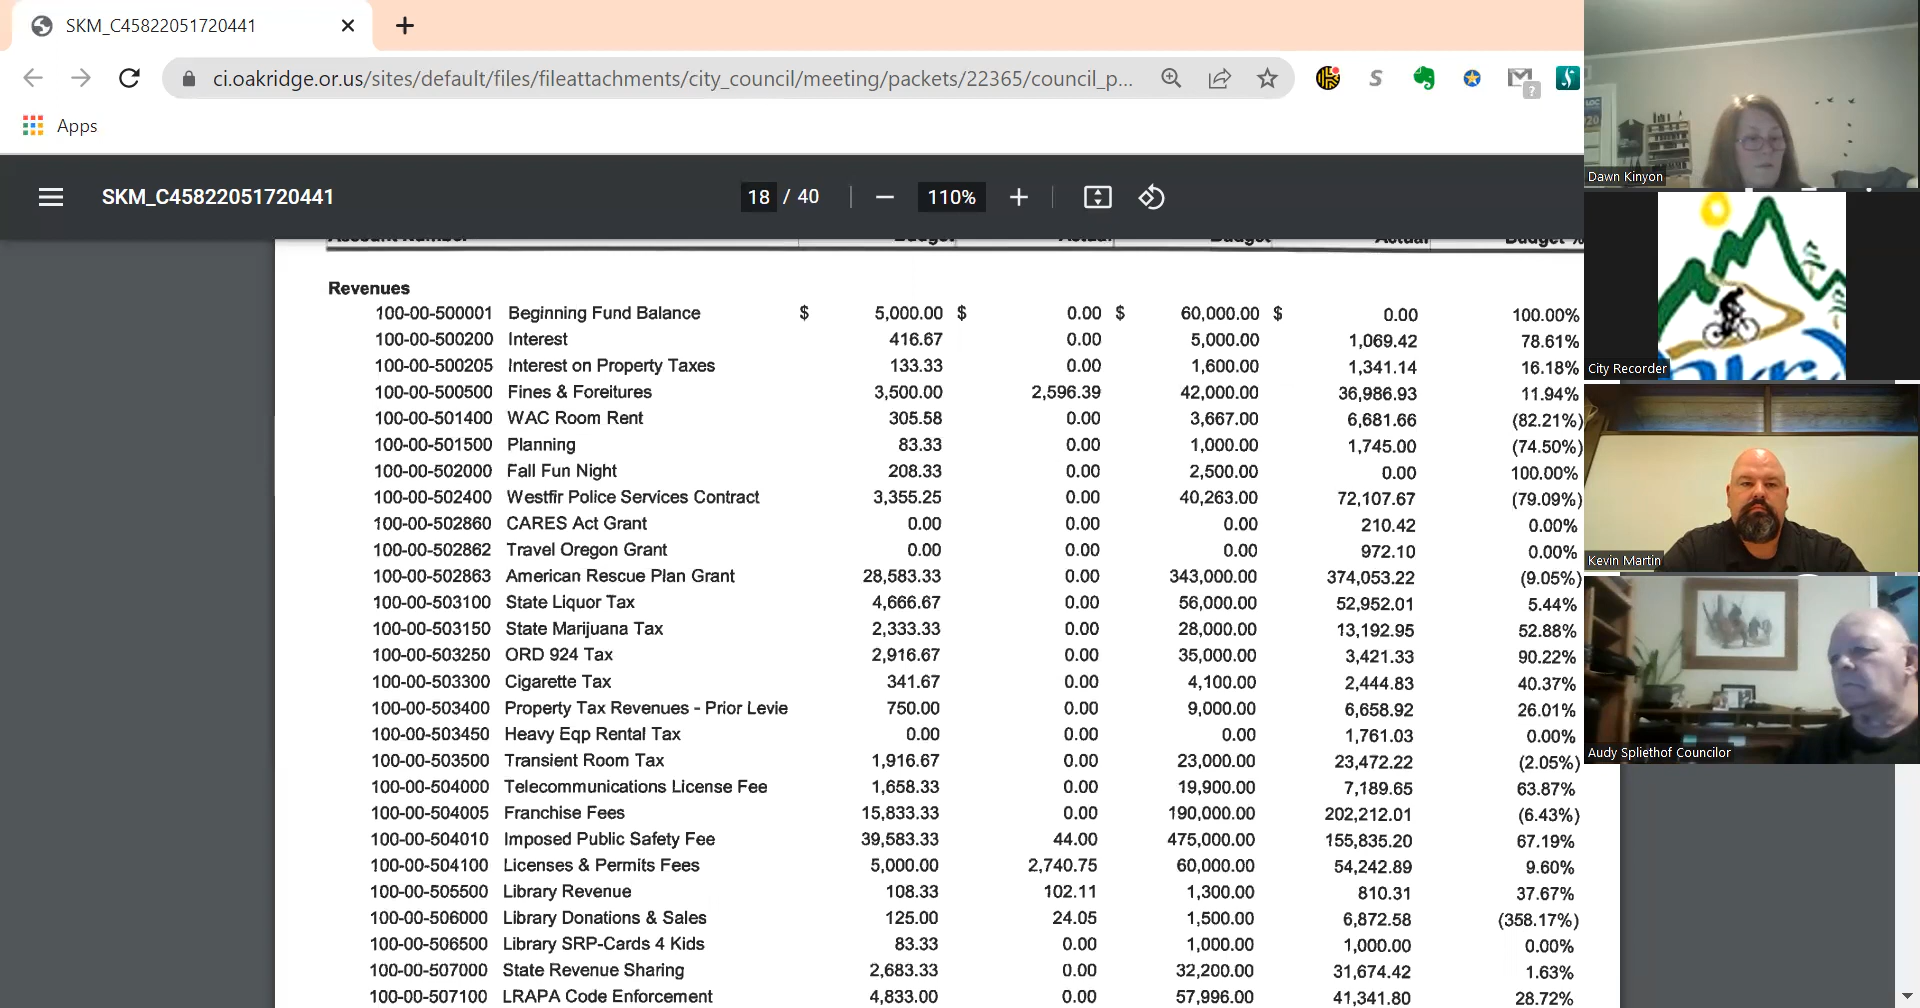 SKM_C45822051720441
ci.oakridge.or.us/sites/default/files/fileattachments/city_council/meeting/packets/22365/council_p...
Apps
SKM_C45822051720441 18 / 40 110%
Account Number Budget Actual Budget Actual Budget %
Revenues
100-00-500001 Beginning Fund Balance $ 5,000.00 $ 0.00 $ 60,000.00 $ 0.00 100.00%
100-00-500200 Interest 416.67 0.00 5,000.00 1,069.42 78.61%
100-00-500205 Interest on Property Taxes 133.33 0.00 1,600.00 1,341.14 16.18%
100-00-500500 Fines & Foreitures 3,500.00 2,596.39 42,000.00 36,986.93 11.94%
100-00-501400 WAC Room Rent 305.58 0.00 3,667.00 6,681.66 (82.21%)
100-00-501500 Planning 83.33 0.00 1,000.00 1,745.00 (74.50%)
100-00-502000 Fall Fun Night 208.33 0.00 2,500.00 0.00 100.00%
100-00-502400 Westfir Police Services Contract 3,355.25 0.00 40,263.00 72,107.67 (79.09%)
100-00-502860 CARES Act Grant 0.00 0.00 0.00 210.42 0.00%
100-00-502862 Travel Oregon Grant 0.00 0.00 0.00 972.10 0.00%
100-00-502863 American Rescue Plan Grant 28,583.33 0.00 343,000.00 374,053.22 (9.05%)
100-00-503100 State Liquor Tax 4,666.67 0.00 56,000.00 52,952.01 5.44%
100-00-503150 State Marijuana Tax 2,333.33 0.00 28,000.00 13,192.95 52.88%
100-00-503250 ORD 924 Tax 2,916.67 0.00 35,000.00 3,421.33 90.22%
100-00-503300 Cigarette Tax 341.67 0.00 4,100.00 2,444.83 40.37%
100-00-503400 Property Tax Revenues - Prior Levie 750.00 0.00 9,000.00 6,658.92 26.01%
100-00-503450 Heavy Eqp Rental Tax 0.00 0.00 0.00 1,761.03 0.00%
100-00-503500 Transient Room Tax 1,916.67 0.00 23,000.00 23,472.22 (2.05%)
100-00-504000 Telecommunications License Fee 1,658.33 0.00 19,900.00 7,189.65 63.87%
100-00-504005 Franchise Fees 15,833.33 0.00 190,000.00 202,212.01 (6.43%)
100-00-504010 Imposed Public Safety Fee 39,583.33 44.00 475,000.00 155,835.20 67.19%
100-00-504100 Licenses & Permits Fees 5,000.00 2,740.75 60,000.00 54,242.89 9.60%
100-00-505500 Library Revenue 108.33 102.11 1,300.00 810.31 37.67%
100-00-506000 Library Donations & Sales 125.00 24.05 1,500.00 6,872.58 (358.17%)
100-00-506500 Library SRP-Cards 4 Kids 83.33 0.00 1,000.00 1,000.00 0.00%
100-00-507000 State Revenue Sharing 2,683.33 0.00 32,200.00 31,674.42 1.63%
100-00-507100 LRAPA Code Enforcement 4,833.00 0.00 57,996.00 41,341.80 28.72%
Dawn Kinyon
City Recorder
Kevin Martin
Audy Spliethof Councilor